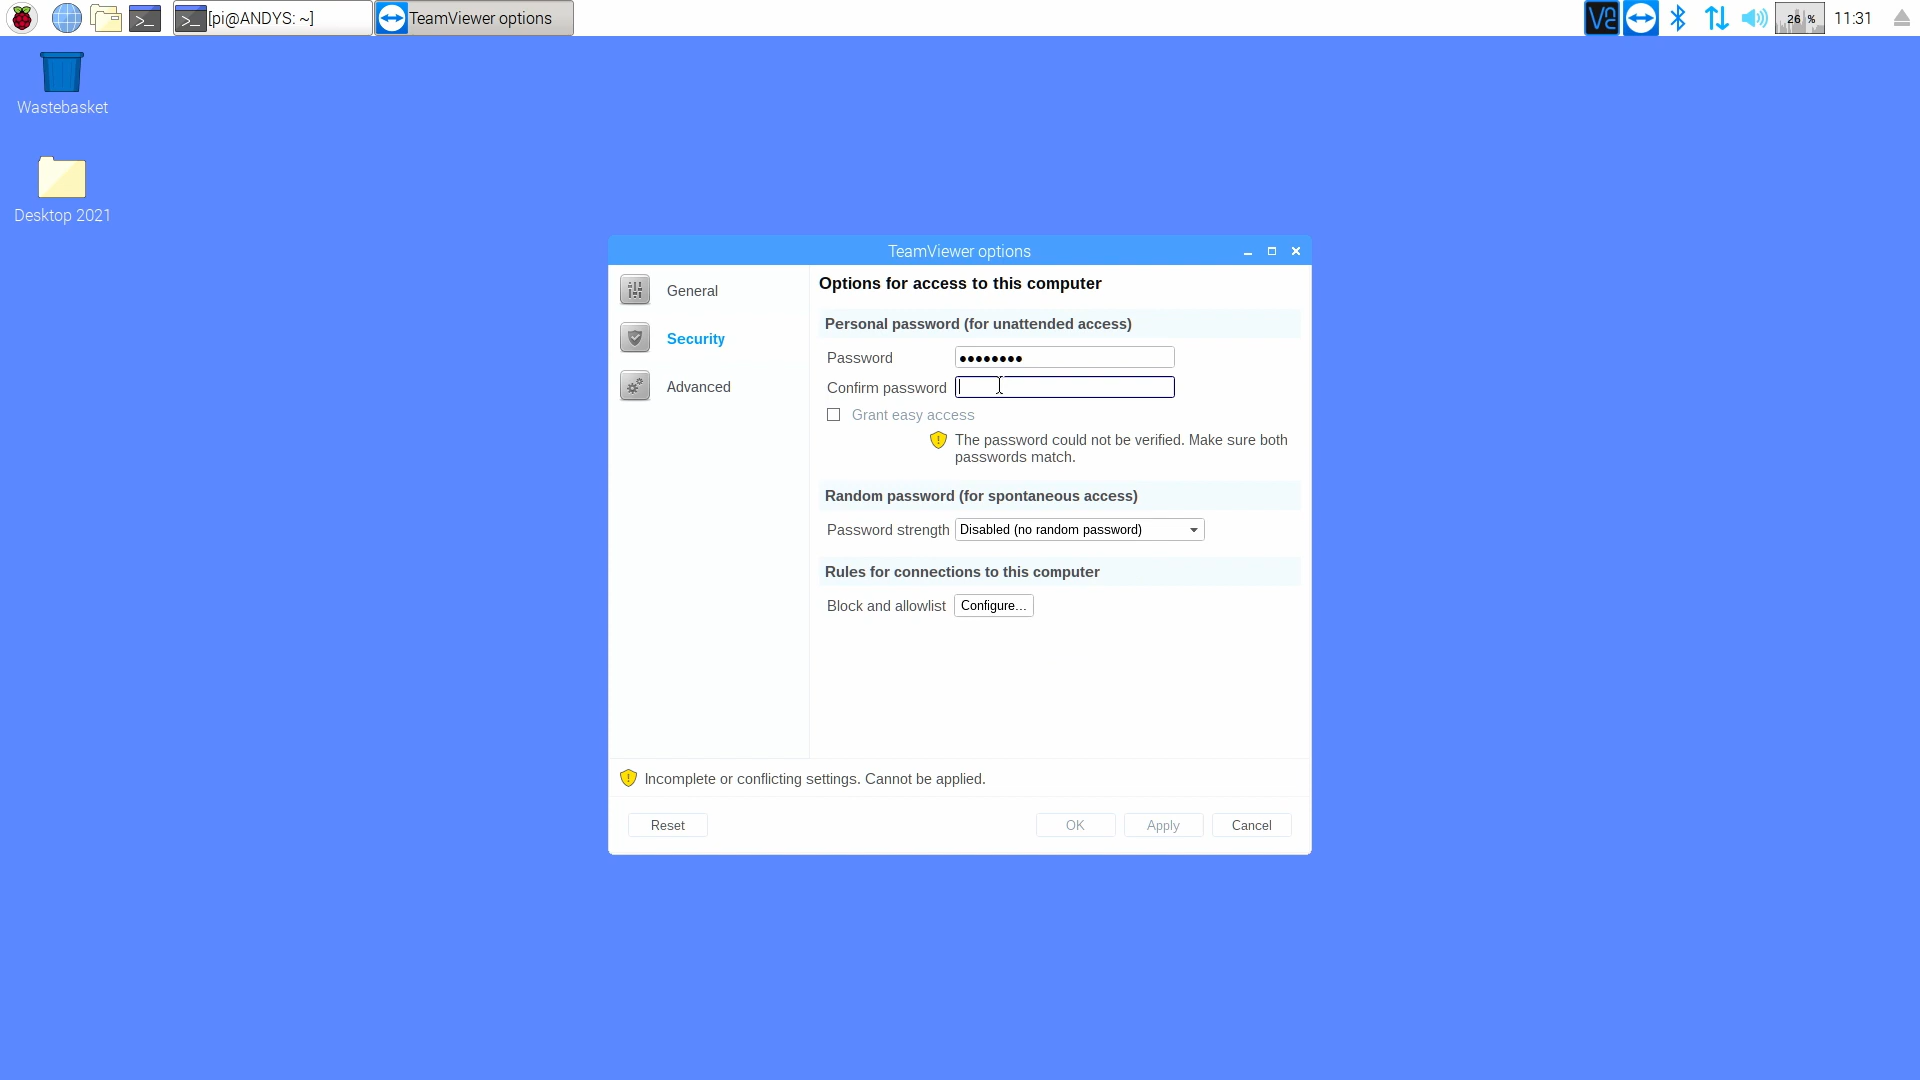 [pi@ANDYS: ~]
TeamViewer options
26 %
11:31
Wastebasket
Desktop 2021
TeamViewer options
General
Security
Advanced
Options for access to this computer
Personal password (for unattended access)
Password ●●●●●●●●
Confirm password
Grant easy access
The password could not be verified. Make sure both
passwords match.
Random password (for spontaneous access)
Password strength Disabled (no random password)
Rules for connections to this computer
Block and allowlist Configure...
Incomplete or conflicting settings. Cannot be applied.
Reset
OK
Apply
Cancel